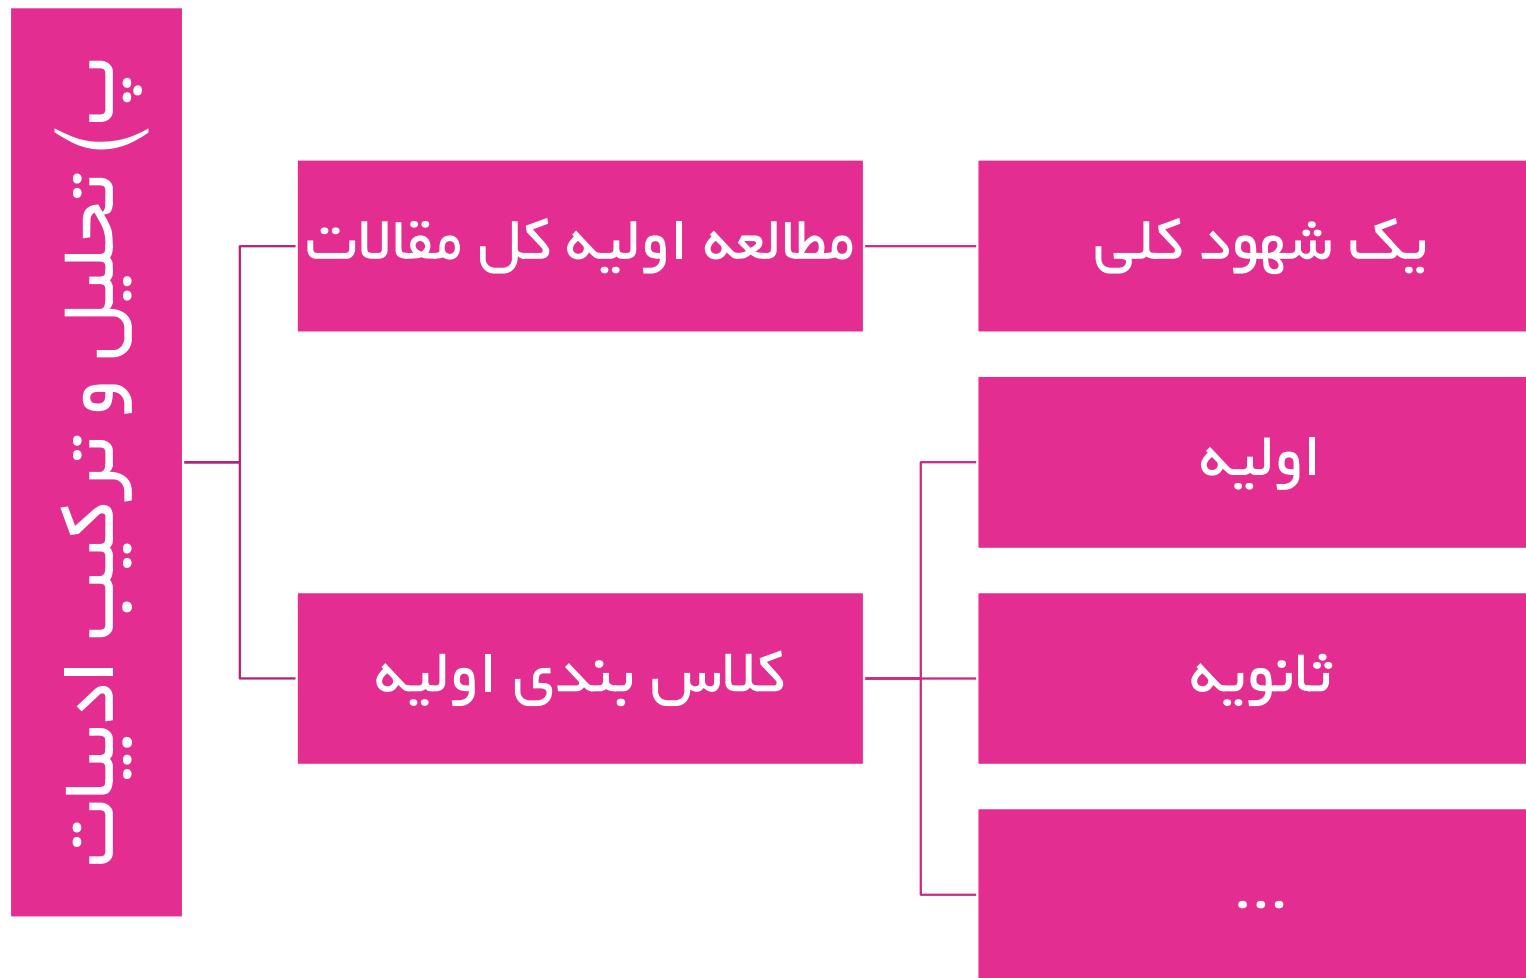 پ) تحلیل و ترکیب ادبیات
مطالعه اولیه کل مقالات
یک شهود کلی
کلاس بندی اولیه
اولیه
ثانویه
...